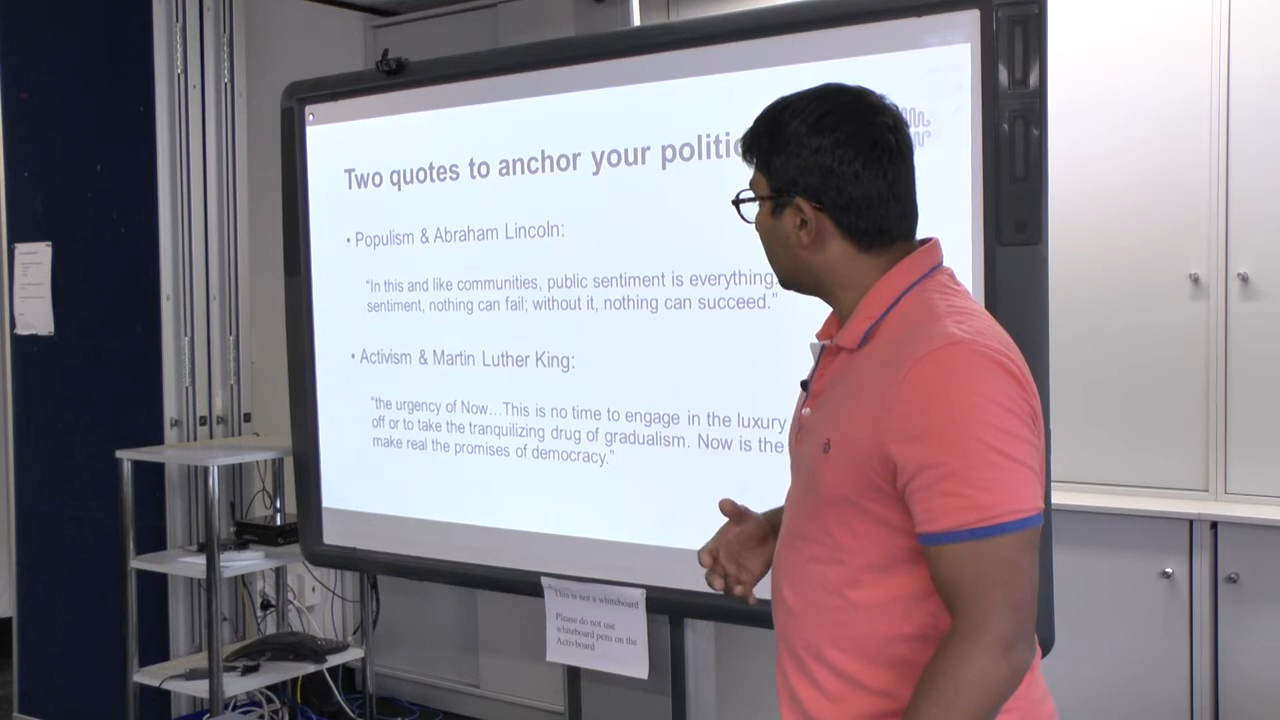 Two quotes to anchor your politic
• Populism & Abraham Lincoln:
“In this and like communities, public sentiment is everything.
sentiment, nothing can fail; without it, nothing can succeed.”
• Activism & Martin Luther King:
“the urgency of Now…This is no time to engage in the luxury
off or to take the tranquilizing drug of gradualism. Now is the
make real the promises of democracy.”
This is not a whiteboard
Please do not use
whiteboard pens on the
Activboard